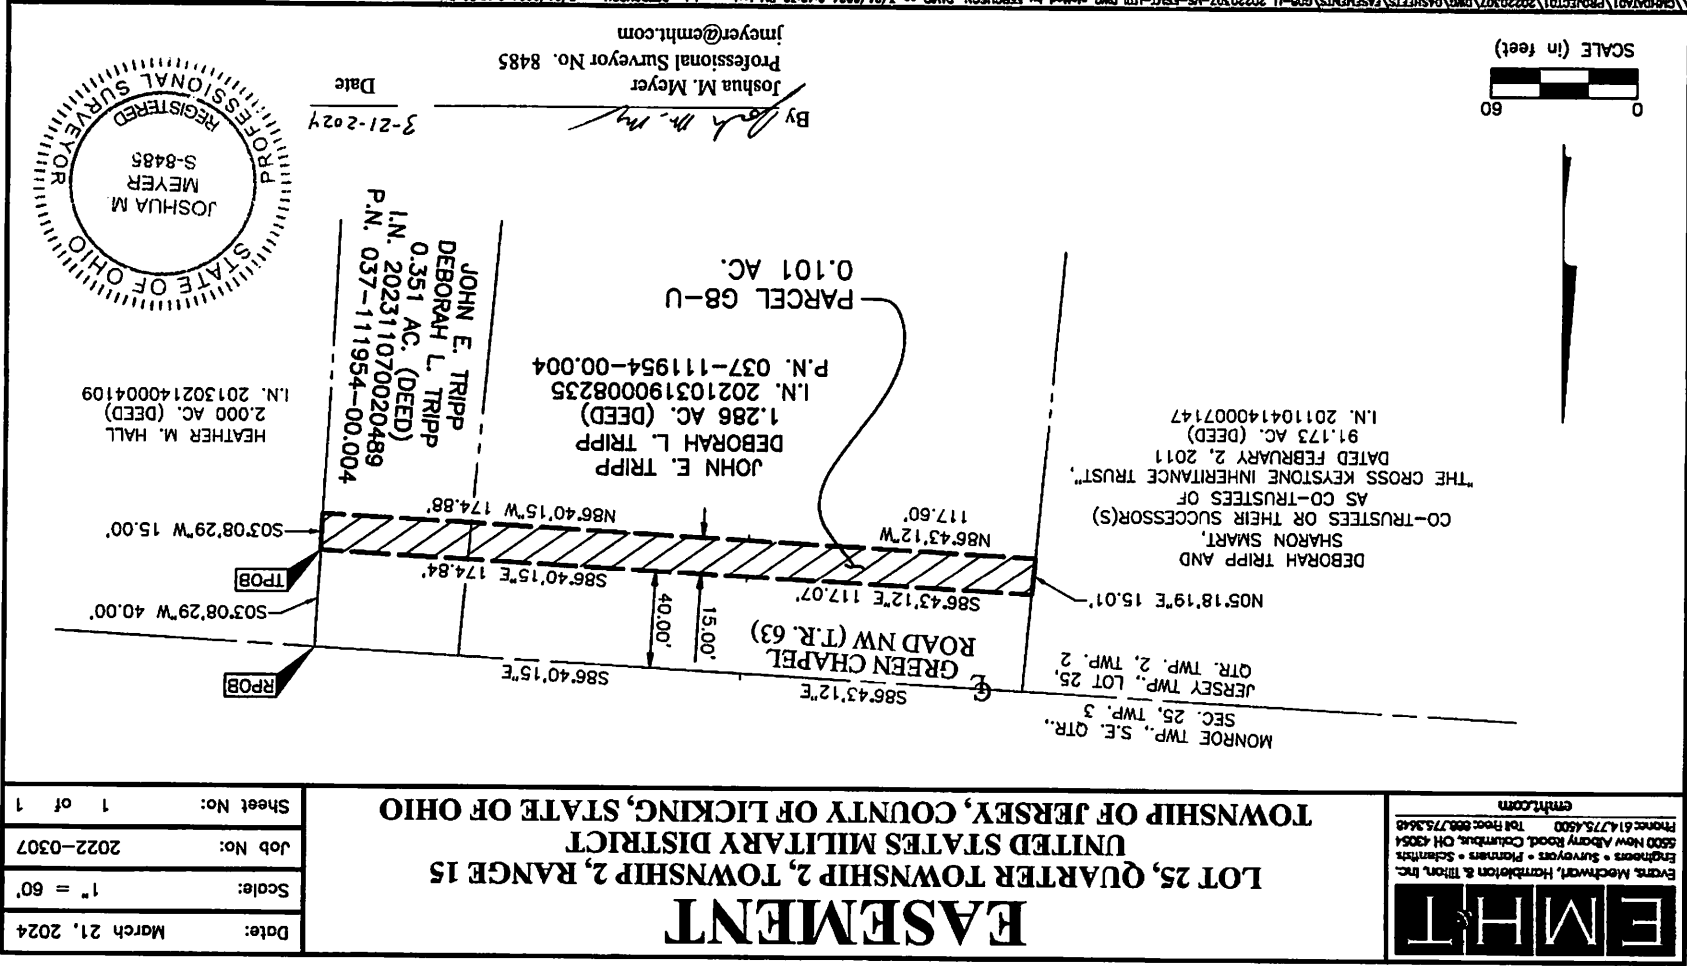 EMH&T
Evans, Mechwart, Hambleton & Tilton, Inc.
Engineers • Surveyors • Planners • Scientists
5500 New Albany Road, Columbus, OH 43054
Phone: 614.775.4500 Toll Free: 888.775.3648
emht.com
EASEMENT
LOT 25, QUARTER TOWNSHIP 2, TOWNSHIP 2, RANGE 15
UNITED STATES MILITARY DISTRICT
TOWNSHIP OF JERSEY, COUNTY OF LICKING, STATE OF OHIO
Date: March 21, 2024
Scale: 1" = 60'
Job No: 2022-0307
Sheet No: 1 of 1
MONROE TWP., S.E. QTR.,
SEC. 25, TWP. 3
JERSEY TWP., LOT 25,
QTR. TWP. 2, TWP. 2
S86°43'12"E
S86°40'15"E
RPOB
℄
GREEN CHAPEL
ROAD NW (T.R. 63)
15.00'
40.00'
S03°08'29"W 40.00'
TPOB
N05°18'19"E 15.01'
S86°43'12"E 117.07'
S86°40'15"E 174.84'
S03°08'29"W 15.00'
N86°43'12"W
117.60'
N86°40'15"W 174.88'
DEBORAH TRIPP AND
SHARON SMART,
CO-TRUSTEES OR THEIR SUCCESSOR(S)
AS CO-TRUSTEES OF
"THE CROSS KEYSTONE INHERITANCE TRUST",
DATED FEBRUARY 2, 2011
91.173 AC. (DEED)
I.N. 201104140007147
JOHN E. TRIPP
DEBORAH L. TRIPP
1.286 AC. (DEED)
I.N. 202103190008235
P.N. 037-111954-00.004
JOHN E. TRIPP
DEBORAH L. TRIPP
0.351 AC. (DEED)
I.N. 202311070020489
P.N. 037-111954-00.004
HEATHER M. HALL
2.000 AC. (DEED)
I.N. 201302140004109
PARCEL G8-U
0.101 AC.
STATE OF OHIO
JOSHUA M.
MEYER
S-8485
REGISTERED
PROFESSIONAL SURVEYOR
0 60
SCALE (in feet)
By 3-21-2024
Joshua M. Meyer Date
Professional Surveyor No. 8485
jmeyer@emht.com